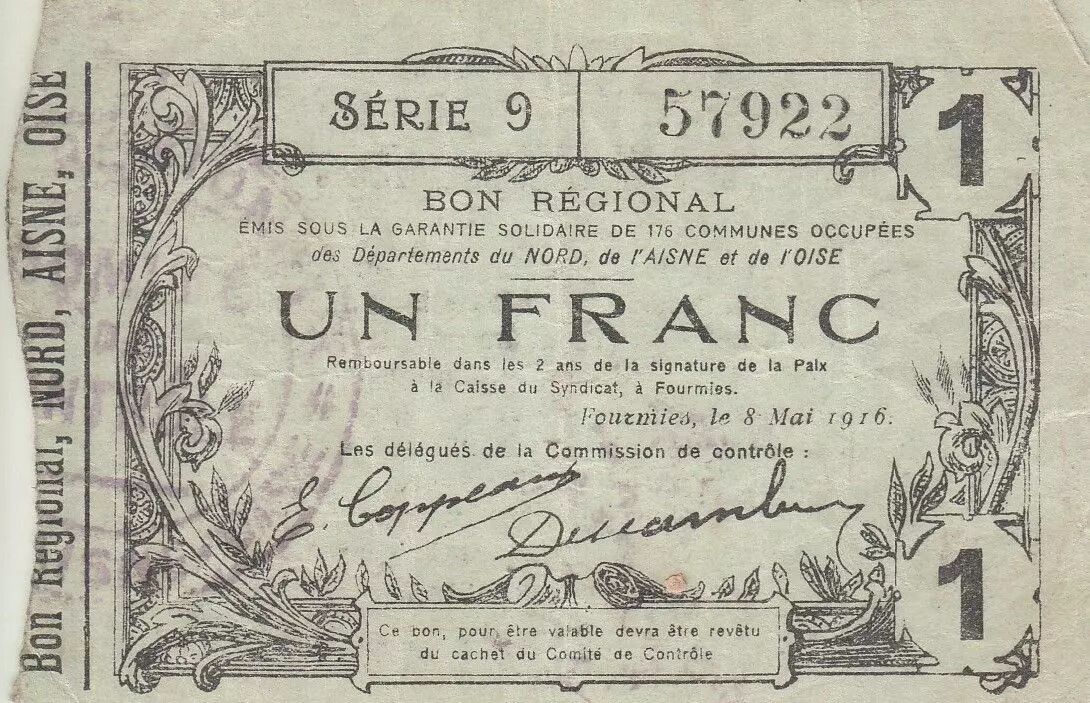 Bon Régional, NORD, AISNE, OISE
SÉRIE 9 57922
1
BON RÉGIONAL
ÉMIS SOUS LA GARANTIE SOLIDAIRE DE 176 COMMUNES OCCUPÉES
des Départements du NORD, de l'AISNE et de l'OISE
UN FRANC
Remboursable dans les 2 ans de la signature de la Paix
à la Caisse du Syndicat, à Fourmies.
Fourmies, le 8 Mai 1916.
Les délégués de la Commission de contrôle :
E. Coppeaux
1
Ce bon, pour être valable devra être revêtu
du cachet du Comité de Contrôle